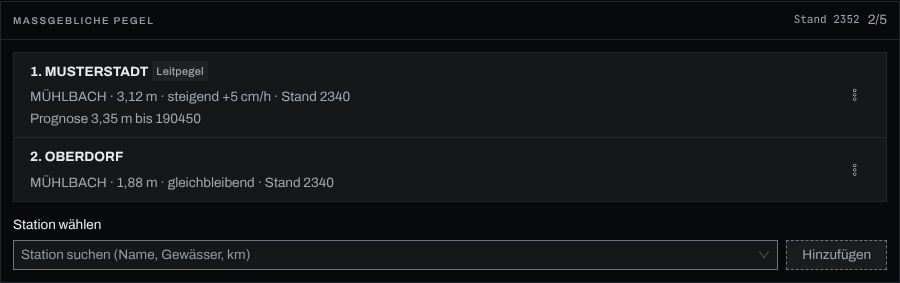 MASSGEBLICHE PEGEL
Stand 2352 2/5
1. MUSTERSTADT Leitpegel
MÜHLBACH · 3,12 m · steigend +5 cm/h · Stand 2340
Prognose 3,35 m bis 190450
2. OBERDORF
MÜHLBACH · 1,88 m · gleichbleibend · Stand 2340
Station wählen
Station suchen (Name, Gewässer, km)
Hinzufügen